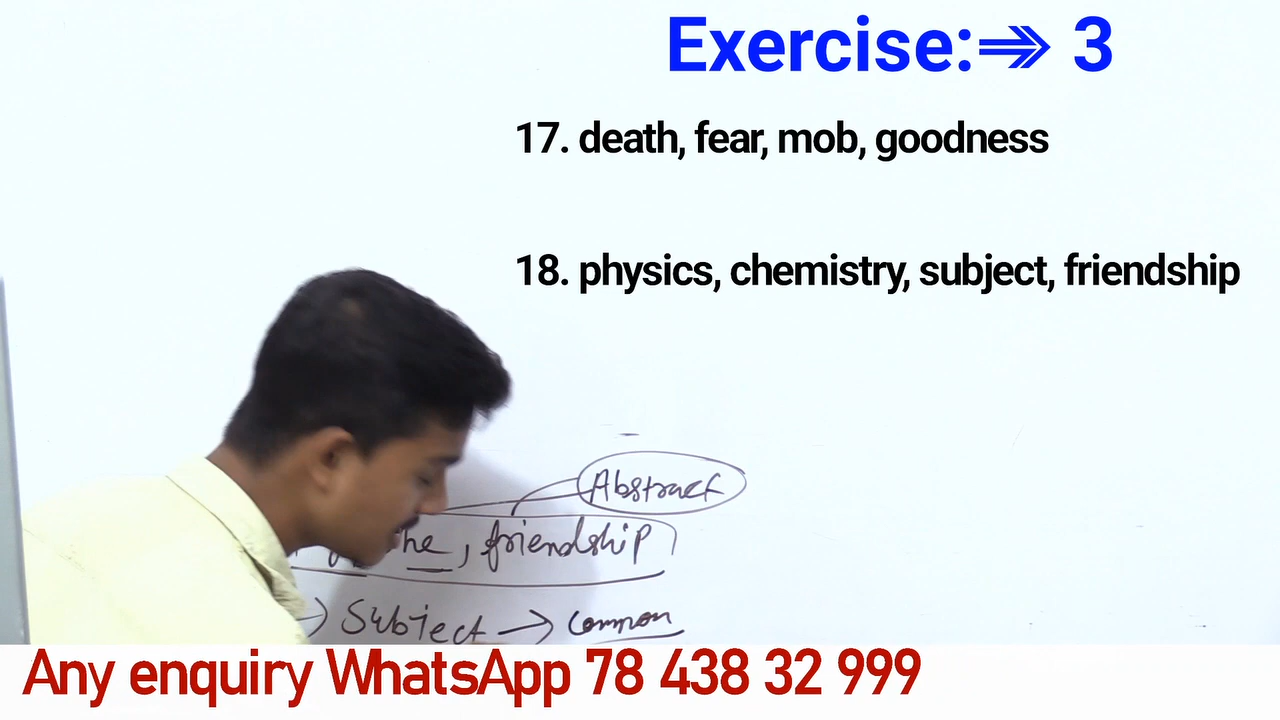 Exercise:⇒ 3
17. death, fear, mob, goodness
18. physics, chemistry, subject, friendship
Abstract
he, friendship
→ Subject → Common
Any enquiry WhatsApp 78 438 32 999